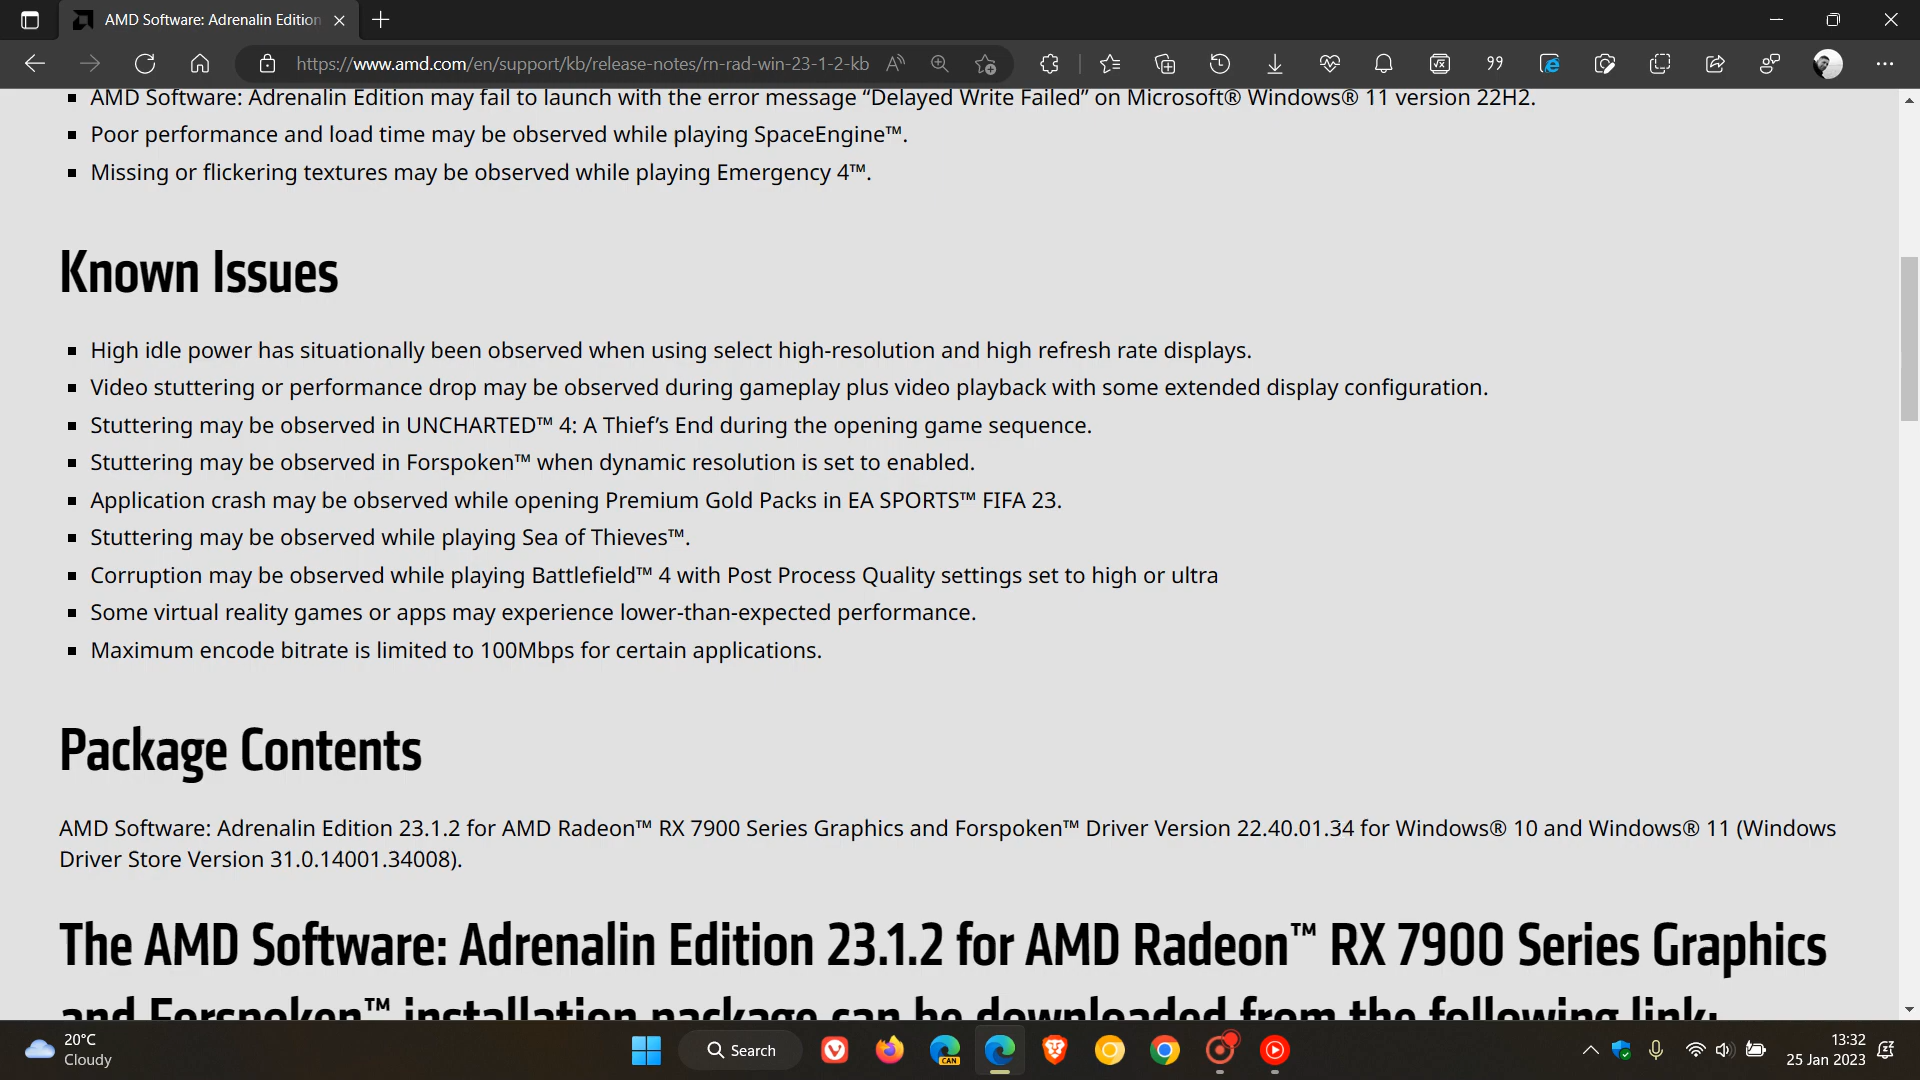 AMD Software: Adrenalin Edition
https://www.amd.com/en/support/kb/release-notes/rn-rad-win-23-1-2-kb
AMD Software: Adrenalin Edition may fail to launch with the error message “Delayed Write Failed” on Microsoft® Windows® 11 version 22H2.
Poor performance and load time may be observed while playing SpaceEngine™.
Missing or flickering textures may be observed while playing Emergency 4™.
Known Issues
High idle power has situationally been observed when using select high-resolution and high refresh rate displays.
Video stuttering or performance drop may be observed during gameplay plus video playback with some extended display configuration.
Stuttering may be observed in UNCHARTED™ 4: A Thief’s End during the opening game sequence.
Stuttering may be observed in Forspoken™ when dynamic resolution is set to enabled.
Application crash may be observed while opening Premium Gold Packs in EA SPORTS™ FIFA 23.
Stuttering may be observed while playing Sea of Thieves™.
Corruption may be observed while playing Battlefield™ 4 with Post Process Quality settings set to high or ultra
Some virtual reality games or apps may experience lower-than-expected performance.
Maximum encode bitrate is limited to 100Mbps for certain applications.
Package Contents
AMD Software: Adrenalin Edition 23.1.2 for AMD Radeon™ RX 7900 Series Graphics and Forspoken™ Driver Version 22.40.01.34 for Windows® 10 and Windows® 11 (Windows
Driver Store Version 31.0.14001.34008).
The AMD Software: Adrenalin Edition 23.1.2 for AMD Radeon™ RX 7900 Series Graphics
and Forspoken™ installation package can be downloaded from the following link:
20°C
Cloudy
Search
CAN
13:32
25 Jan 2023